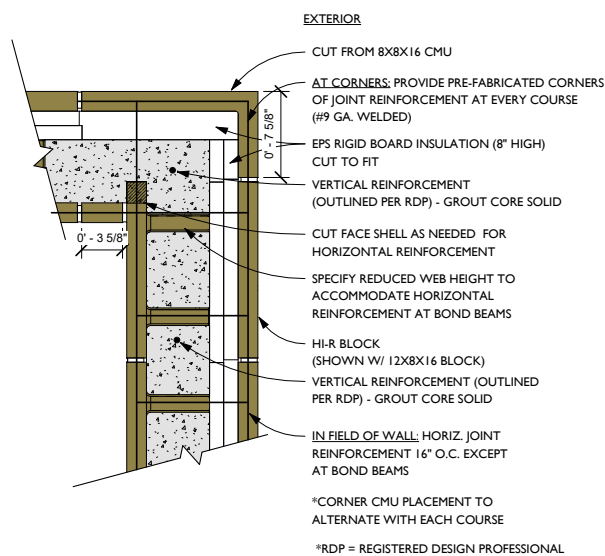 EXTERIOR
CUT FROM 8X8X16 CMU
AT CORNERS: PROVIDE PRE-FABRICATED CORNERS
OF JOINT REINFORCEMENT AT EVERY COURSE
(#9 GA. WELDED)
0' - 7 5/8"
EPS RIGID BOARD INSULATION (8" HIGH)
CUT TO FIT
VERTICAL REINFORCEMENT
(OUTLINED PER RDP) - GROUT CORE SOLID
0' - 3 5/8"
CUT FACE SHELL AS NEEDED FOR
HORIZONTAL REINFORCEMENT
SPECIFY REDUCED WEB HEIGHT TO
ACCOMMODATE HORIZONTAL
REINFORCEMENT AT BOND BEAMS
HI-R BLOCK
(SHOWN W/ 12X8X16 BLOCK)
VERTICAL REINFORCEMENT (OUTLINED
PER RDP) - GROUT CORE SOLID
IN FIELD OF WALL: HORIZ. JOINT
REINFORCEMENT 16" O.C. EXCEPT
AT BOND BEAMS
*CORNER CMU PLACEMENT TO
ALTERNATE WITH EACH COURSE
*RDP = REGISTERED DESIGN PROFESSIONAL